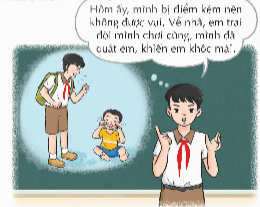 Hôm ấy, mình bị điểm kém nên
không được vui. Về nhà, em trai
đòi mình chơi cùng, mình đã
quát em, khiến em khóc mãi.